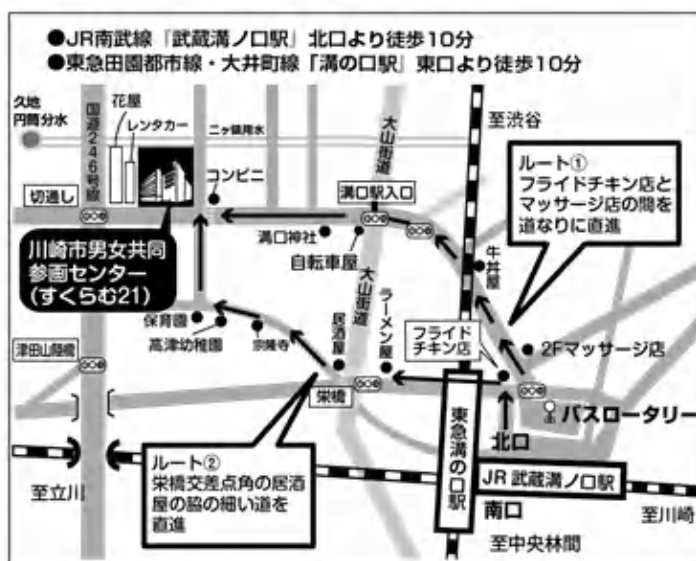 ●JR南武線「武蔵溝ノ口駅」北口より徒歩10分
●東急田園都市線・大井町線「溝の口駅」東口より徒歩10分
久地
円筒分水
国道246号線
花屋
レンタカー
二ヶ領用水
大山街道
至渋谷
コンビニ
切通し
溝口駅入口
ルート①
フライドチキン店と
マッサージ店の間を
道なりに直進
川崎市男女共同
参画センター
(すくらむ21)
溝口神社
自転車屋
牛丼屋
大山街道
保育園
高津幼稚園
宗隆寺
居酒屋
ラーメン屋
フライド
チキン店
2Fマッサージ店
津田山陸橋
栄橋
バスロータリー
北口
東急溝の口駅
JR 武蔵溝ノ口駅
南口
ルート②
栄橋交差点角の居酒
屋の脇の細い道を
直進
至立川
至川崎
至中央林間